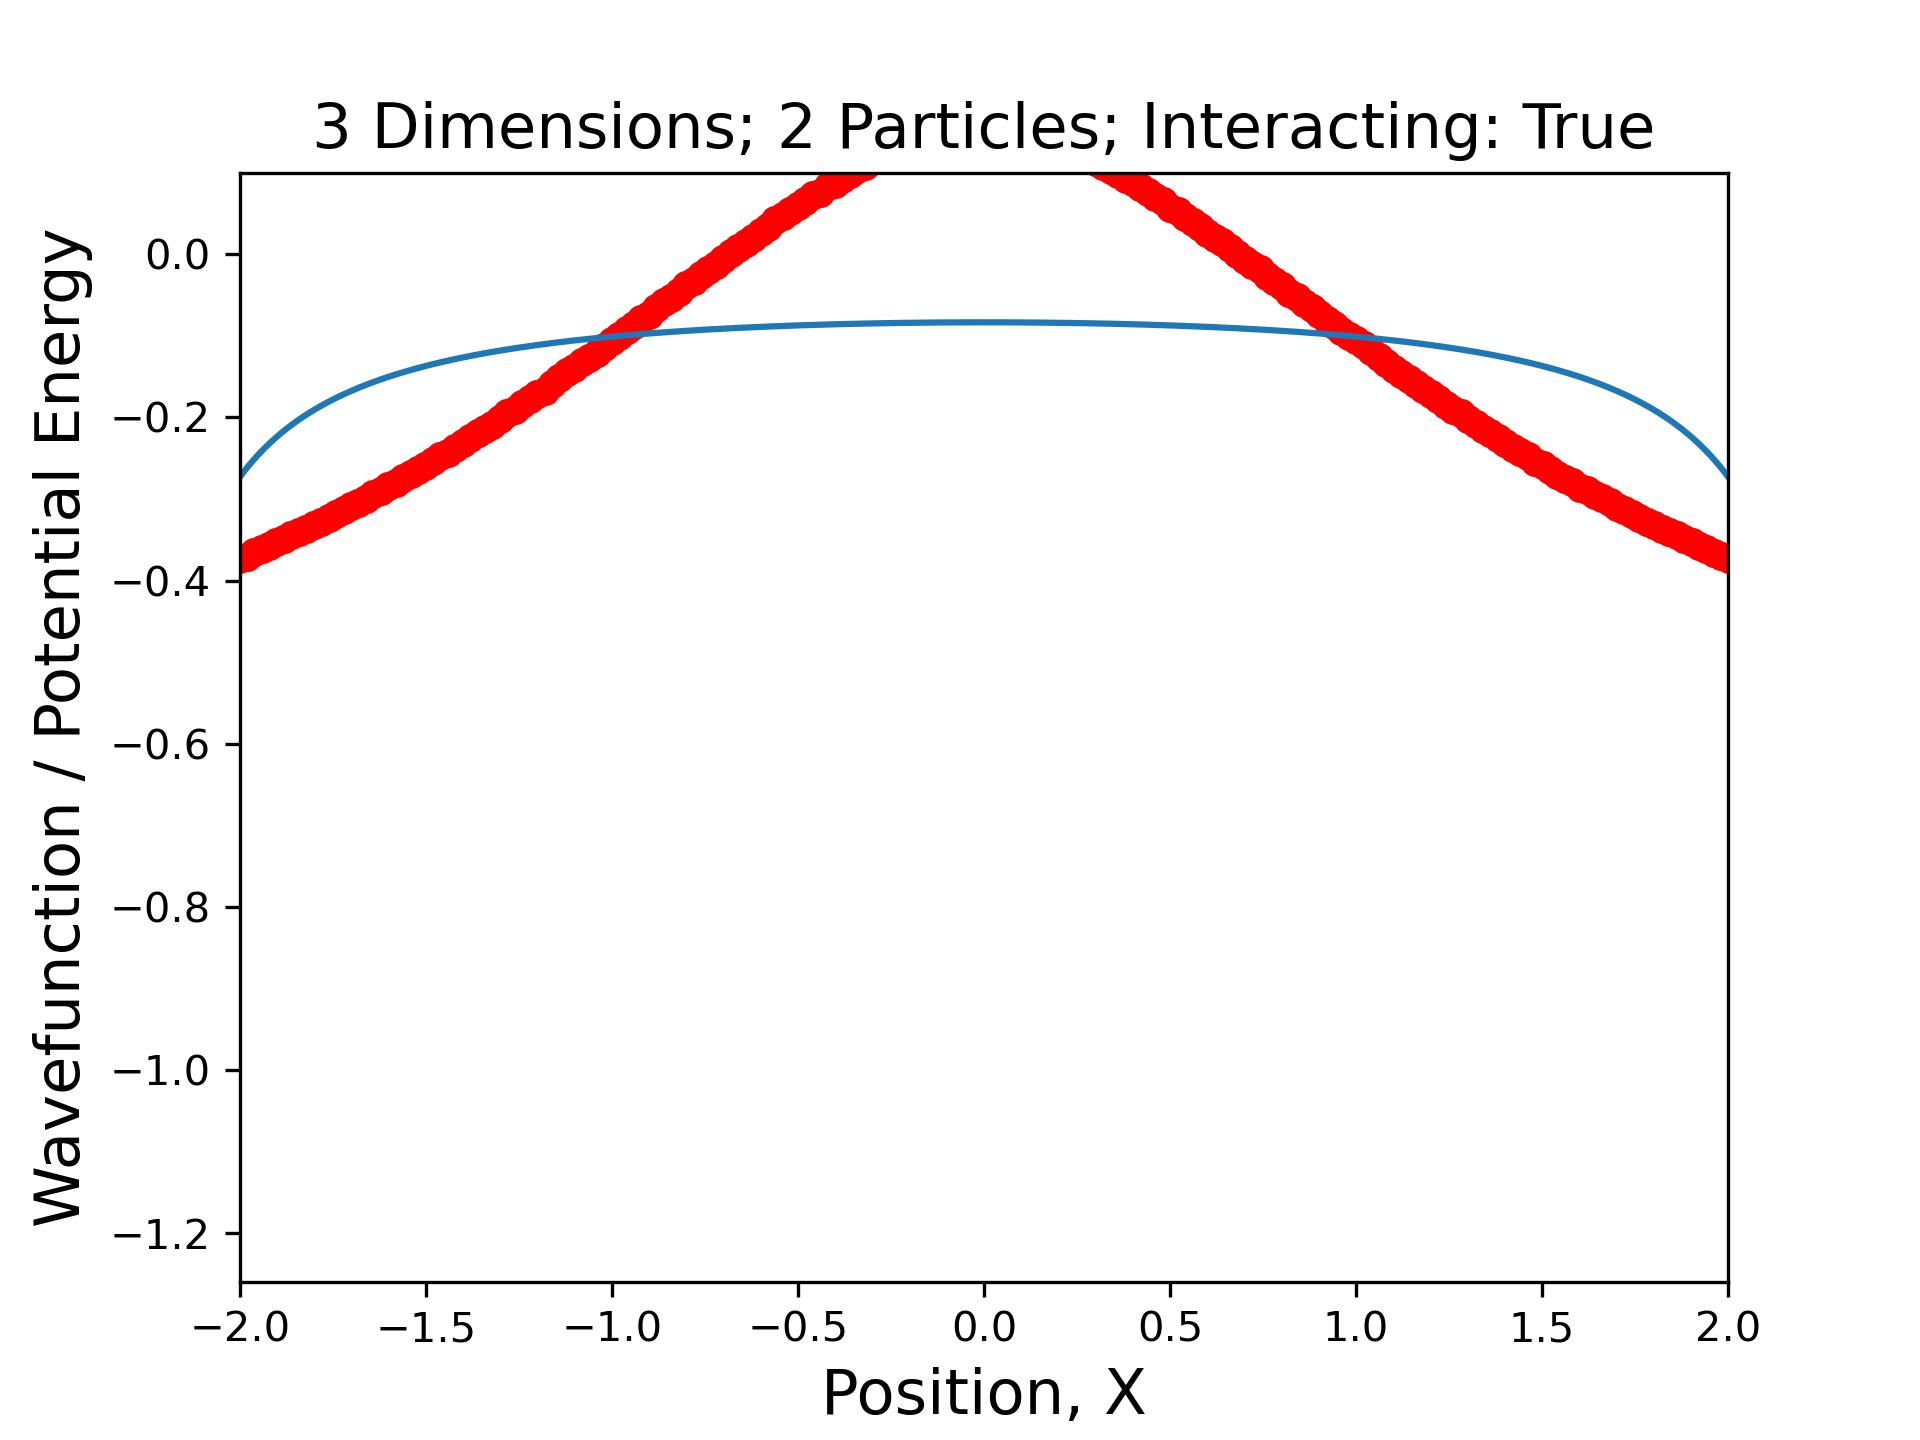 3 Dimensions; 2 Particles; Interacting: True
Wavefunction / Potential Energy
0.0
−0.2
−0.4
−0.6
−0.8
−1.0
−1.2
−2.0 −1.5 −1.0 −0.5 0.0 0.5 1.0 1.5 2.0
Position, X